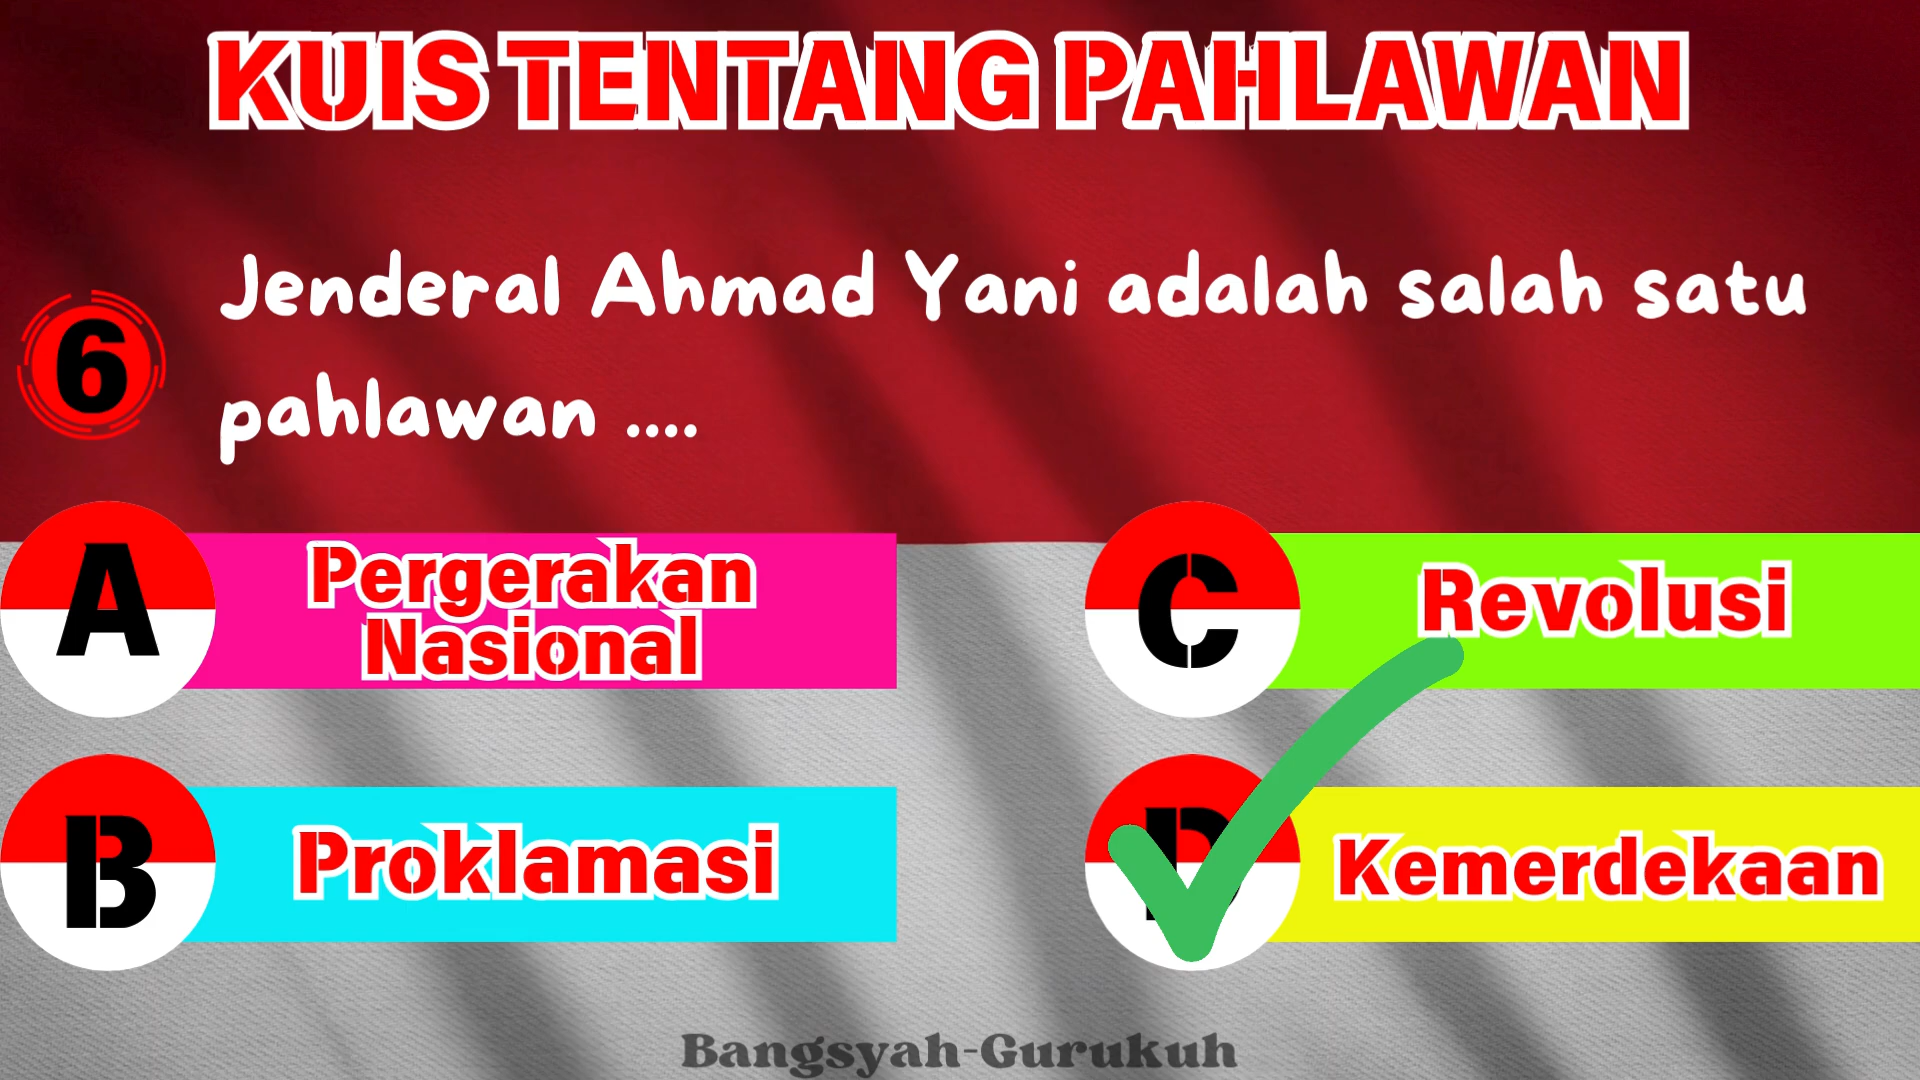 KUIS TENTANG PAHLAWAN
6
Jenderal Ahmad Yani adalah salah satu
pahlawan ....
A
Pergerakan
Nasional
B
Proklamasi
C
Revolusi
D
Kemerdekaan
Bangsyah-Gurukuh